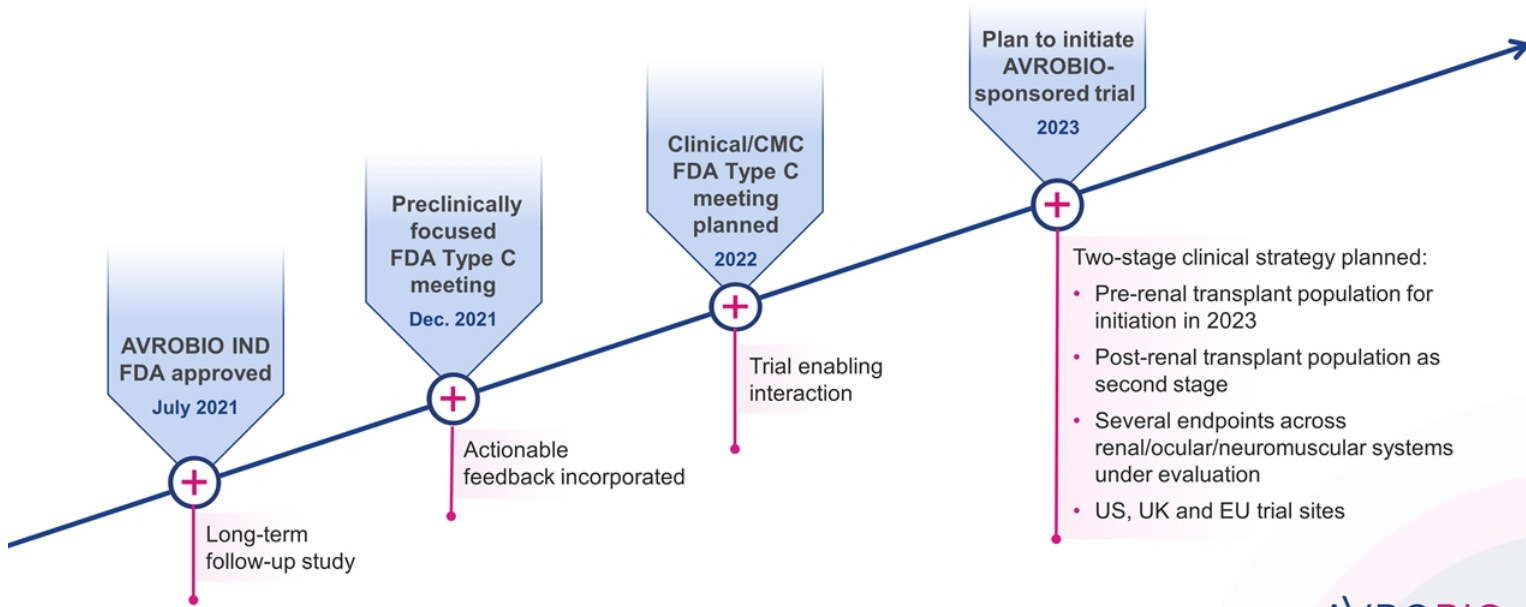 AVROBIO IND
FDA approved
July 2021
Long-term
follow-up study
Preclinically
focused
FDA Type C
meeting
Dec. 2021
Actionable
feedback incorporated
Clinical/CMC
FDA Type C
meeting
planned
2022
Trial enabling
interaction
Plan to initiate
AVROBIO-
sponsored trial
2023
Two-stage clinical strategy planned:
• Pre-renal transplant population for
initiation in 2023
• Post-renal transplant population as
second stage
• Several endpoints across
renal/ocular/neuromuscular systems
under evaluation
• US, UK and EU trial sites
AVROBIO